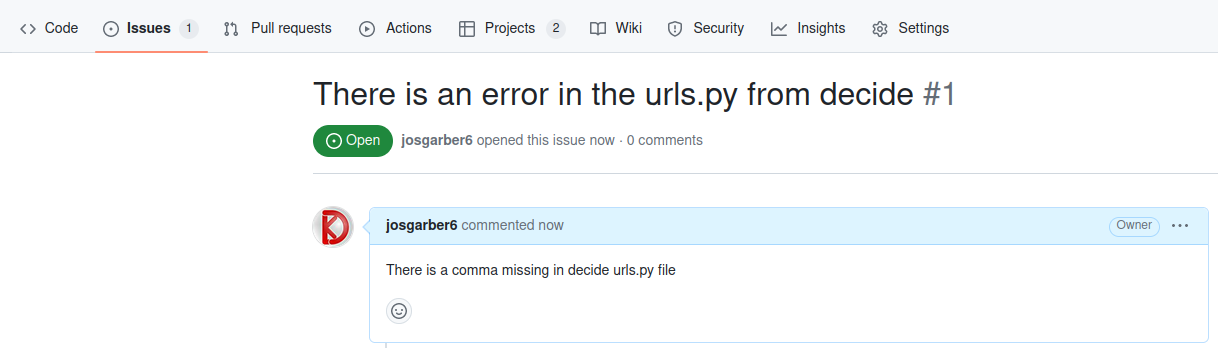 Code Issues 1 Pull requests Actions Projects 2 Wiki Security Insights Settings
There is an error in the urls.py from decide #1
Open josgarber6 opened this issue now · 0 comments
josgarber6 commented now Owner
There is a comma missing in decide urls.py file